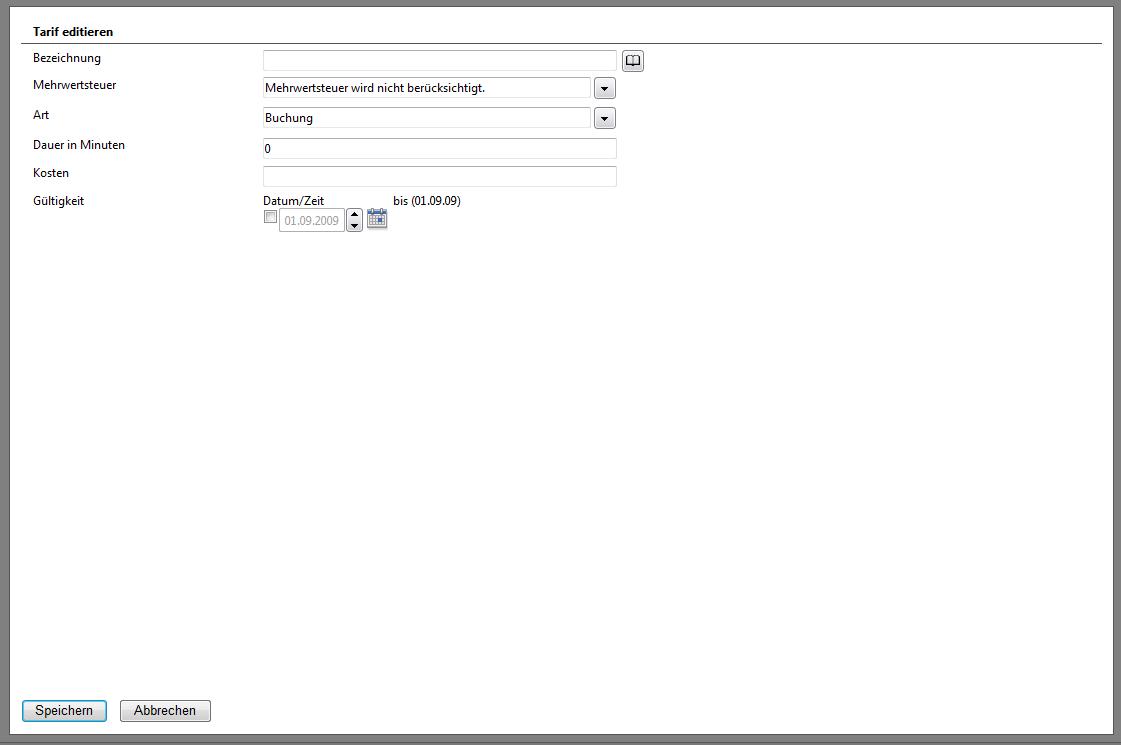 Tarif editieren
Bezeichnung
Mehrwertsteuer Mehrwertsteuer wird nicht berücksichtigt.
Art Buchung
Dauer in Minuten 0
Kosten
Gültigkeit Datum/Zeit bis (01.09.09)
01.09.2009
Speichern Abbrechen